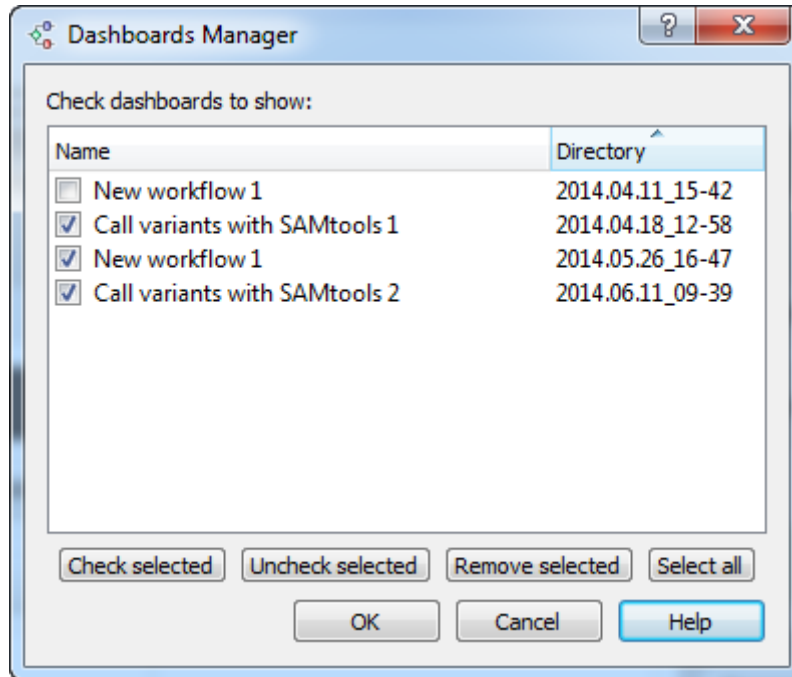 Dashboards Manager
?
X
Check dashboards to show:
Name Directory
New workflow 1 2014.04.11_15-42
Call variants with SAMtools 1 2014.04.18_12-58
New workflow 1 2014.05.26_16-47
Call variants with SAMtools 2 2014.06.11_09-39
Check selected Uncheck selected Remove selected Select all
OK Cancel Help